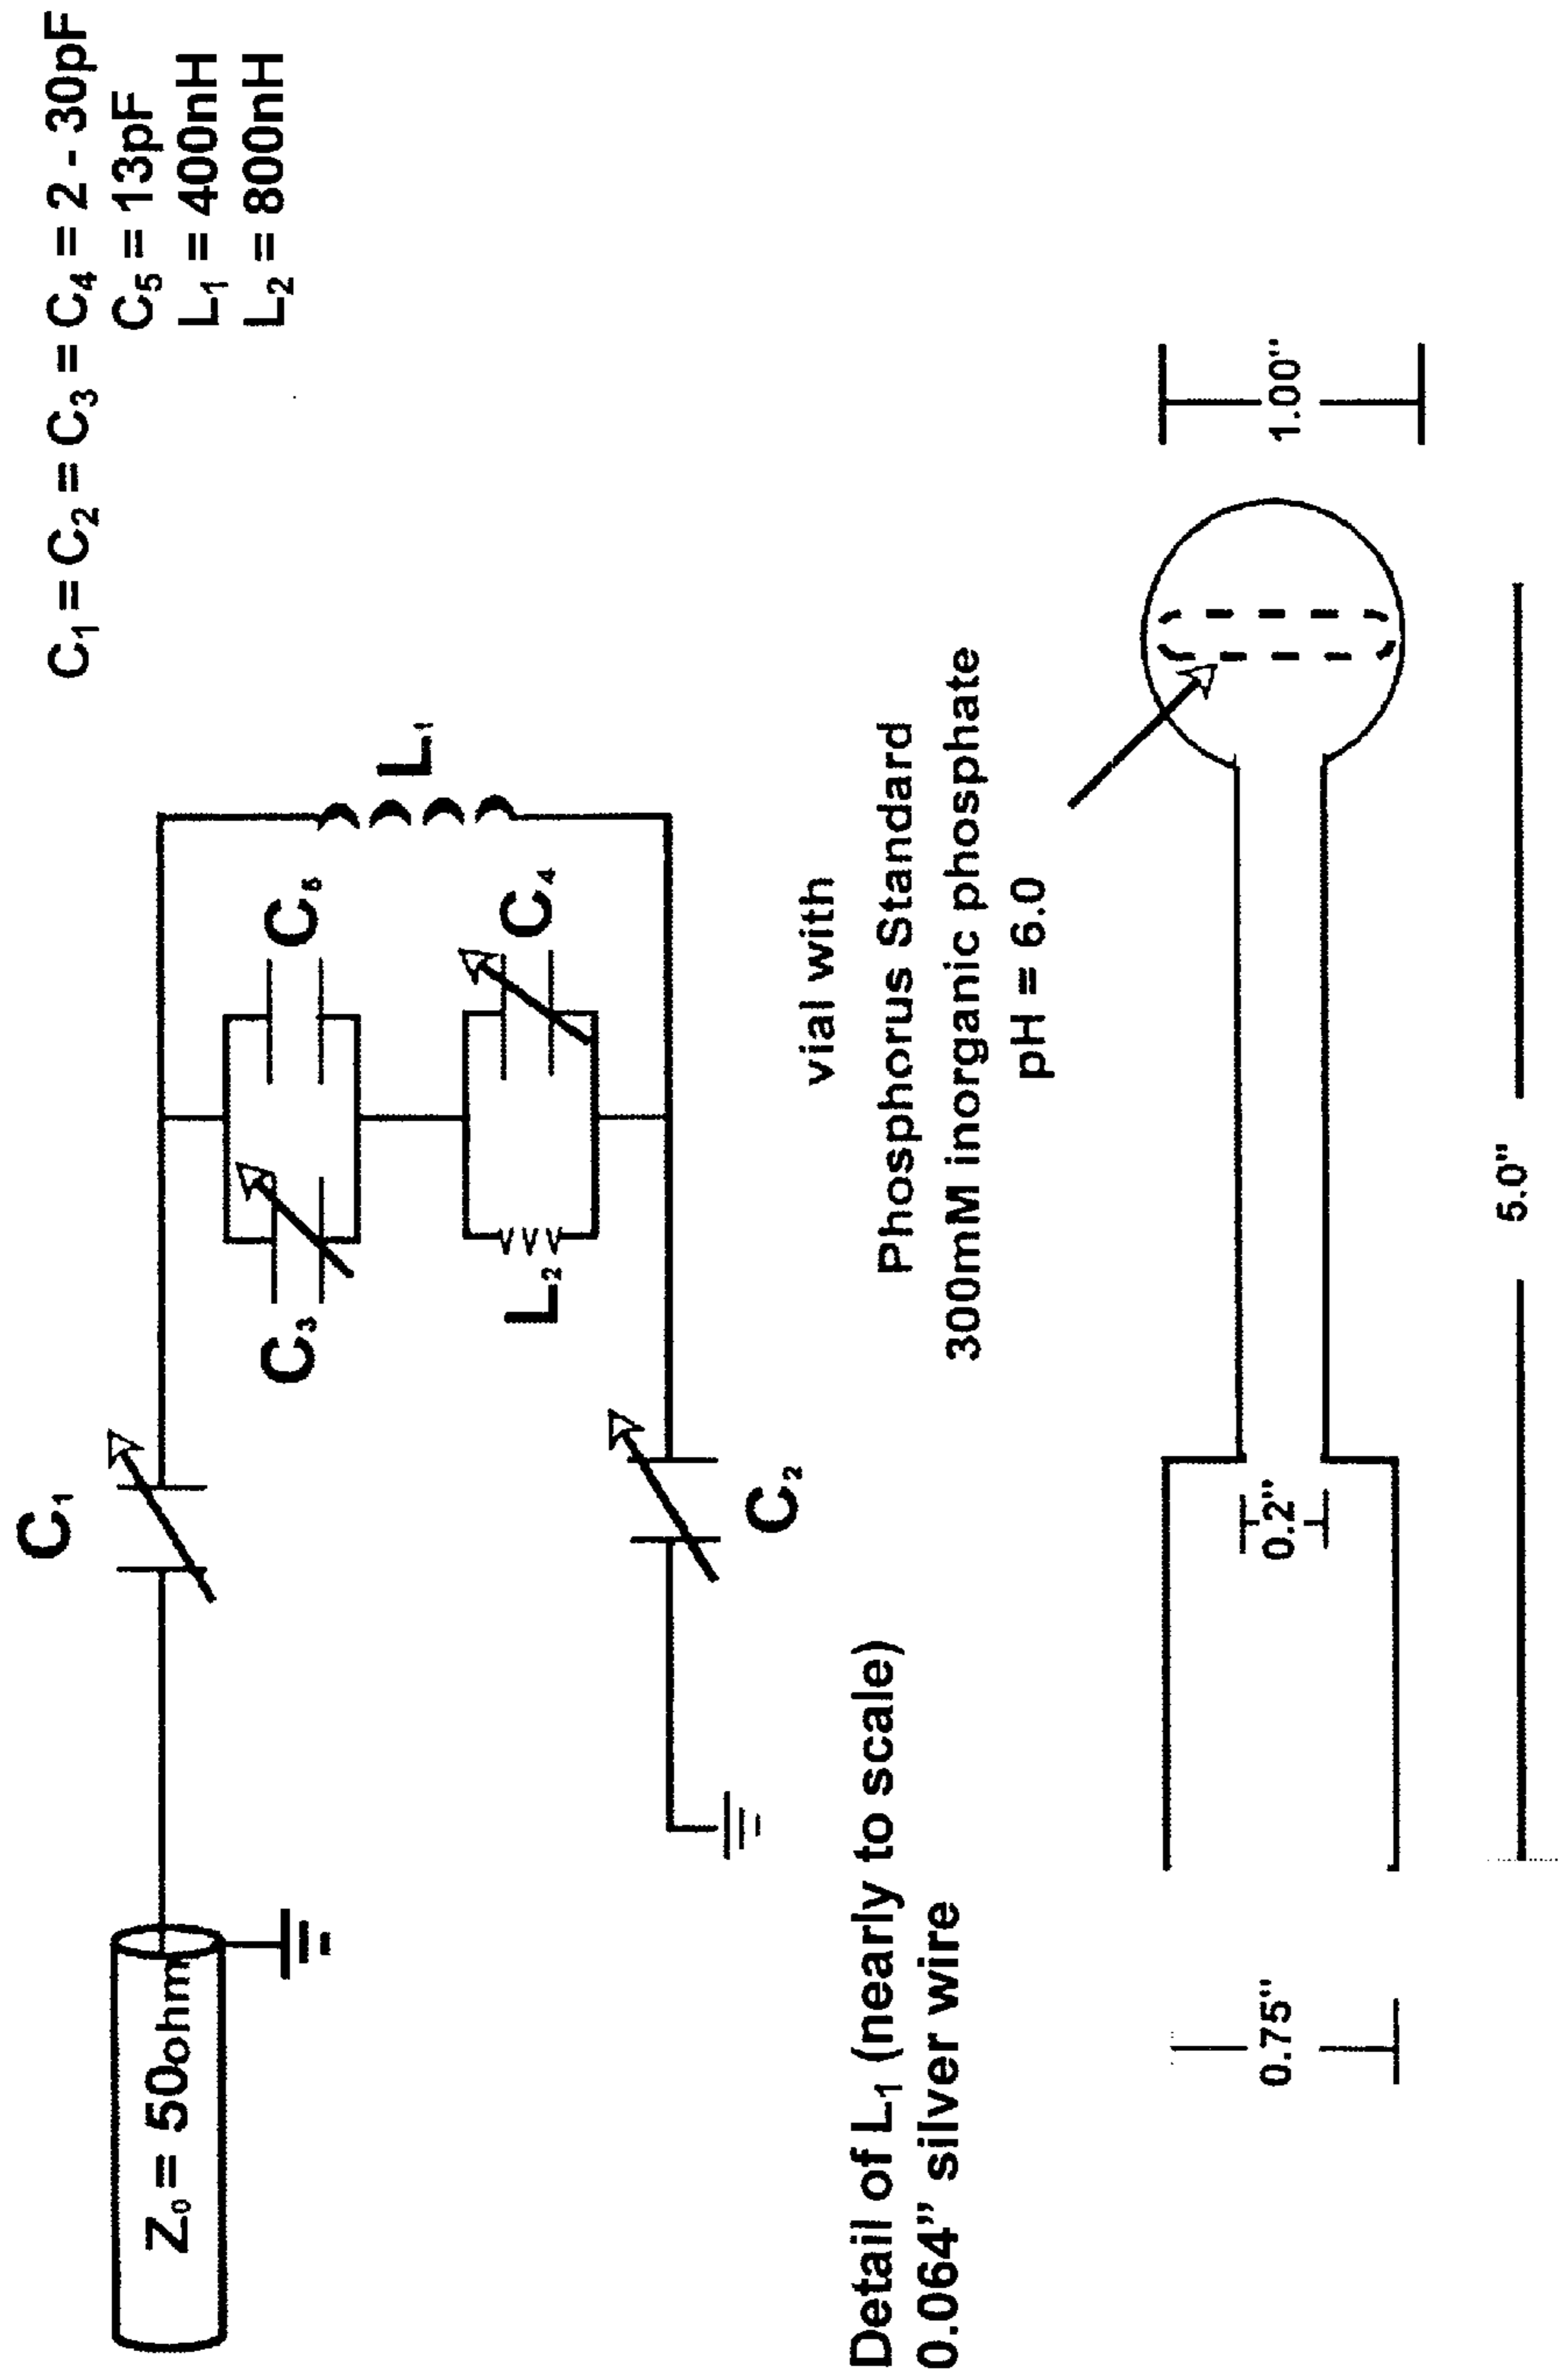 C₁ = C₂ = C₃ = C₄ = 2 - 30pF
C₅ = 13pF
L₁ = 400nH
L₂ = 800nH
C₁
Z₀ = 50ohm
C₃
C₅
L₁
L₂
C₄
C₂
vial with
Phosphorus Standard
300mM inorganic phosphate
pH = 6.0
Detail of L₁ (nearly to scale)
0.064” silver wire
0.75"
0.2"
1.00"
5.0"